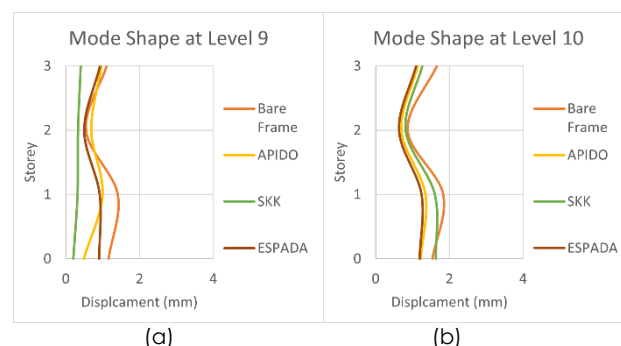 Mode Shape at Level 9
3
2
1
0
Storey
0 2 4
Displcament (mm)
Bare
Frame
APIDO
SKK
ESPADA
(a)
Mode Shape at Level 10
3
2
1
0
Storey
0 2 4
Displacament (mm)
Bare
Frame
APIDO
SKK
ESPADA
(b)